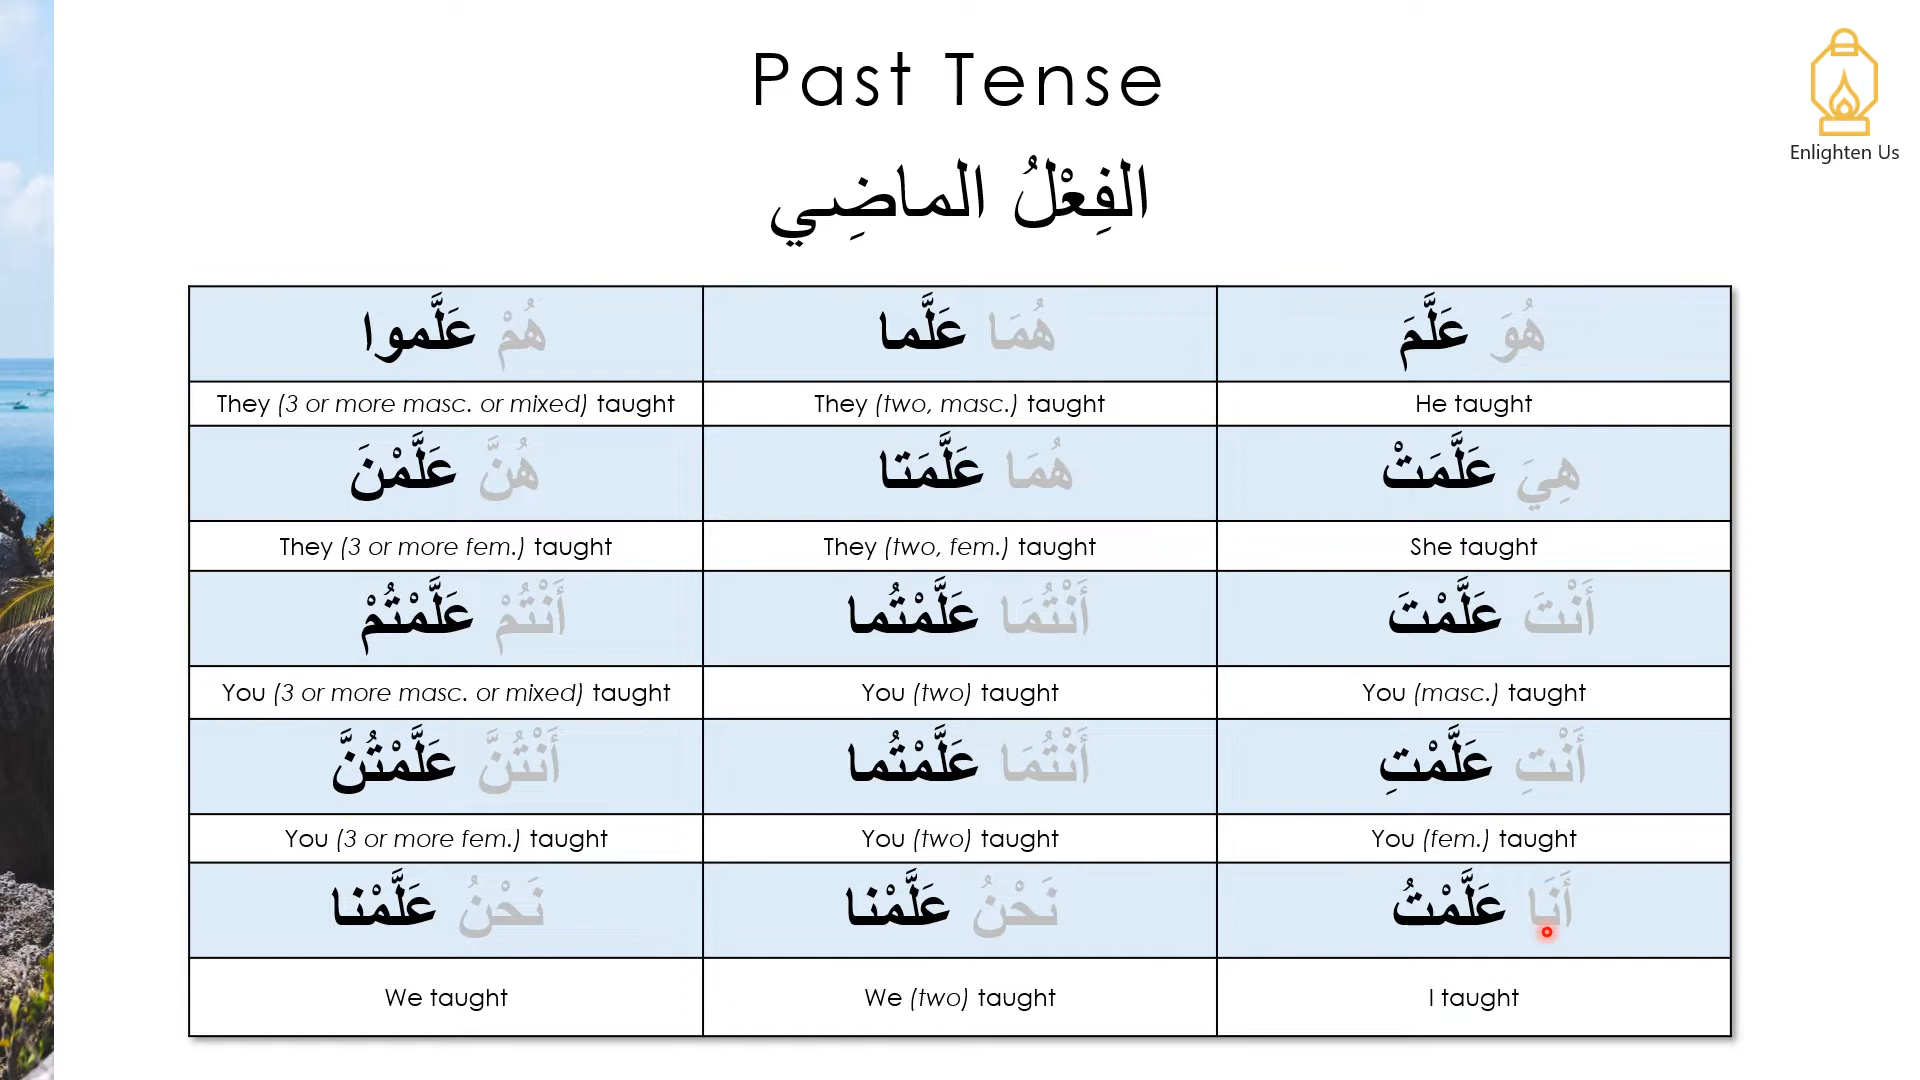 Past Tense
الفِعْلُ الماضِي
Enlighten Us
هُوَ عَلَّمَ
هُمَا عَلَّما
هُمْ عَلَّموا
He taught
They (two, masc.) taught
They (3 or more masc. or mixed) taught
هِيَ عَلَّمَتْ
هُمَا عَلَّمَتا
هُنَّ عَلَّمْنَ
She taught
They (two, fem.) taught
They (3 or more fem.) taught
أَنْتَ عَلَّمْتَ
أَنْتُمَا عَلَّمْتُما
أَنْتُمْ عَلَّمْتُمْ
You (masc.) taught
You (two) taught
You (3 or more masc. or mixed) taught
أَنْتِ عَلَّمْتِ
أَنْتُمَا عَلَّمْتُما
أَنْتُنَّ عَلَّمْتُنَّ
You (fem.) taught
You (two) taught
You (3 or more fem.) taught
أَنَا عَلَّمْتُ
نَحْنُ عَلَّمْنا
نَحْنُ عَلَّمْنا
I taught
We (two) taught
We taught